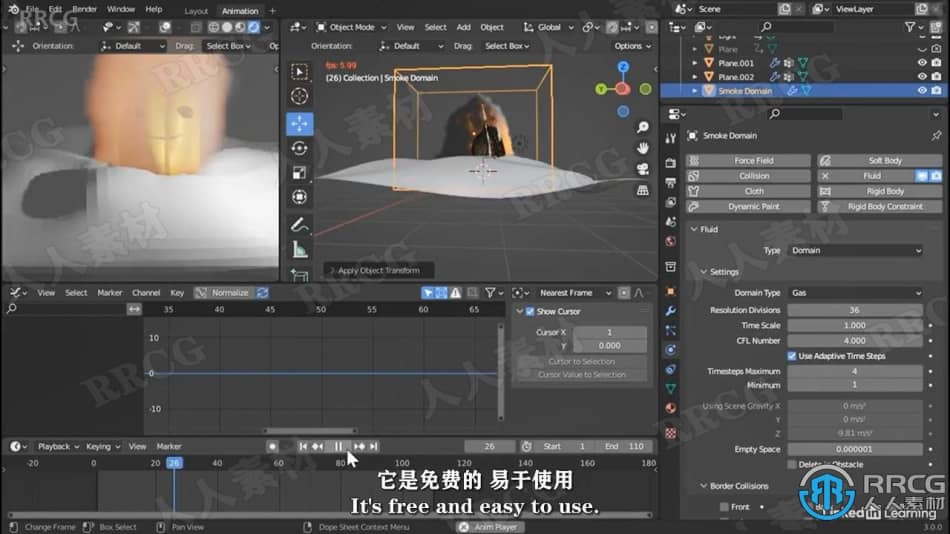 File Edit Render Window Help Layout Animation Scene ViewLayer
Object Mode View Select Add Object Global
Orientation: Default Drag: Select Box Op
Orientation: Default Drag: Select Box Options
fps: 5.99
(26) Collection | Smoke Domain
Z
Y
Apply Object Transform
Light
Plane
Plane.001
Plane.002
Smoke Domain
Smoke Domain
Force Field Soft Body
Collision Fluid
Cloth Rigid Body
Dynamic Paint Rigid Body Constraint
Fluid
Type Domain
Settings
Domain Type Gas
Resolution Divisions 36
Time Scale 1.000
CFL Number 4.000
Use Adaptive Time Steps
Timesteps Maximum 4
Minimum 1
Using Scene Gravity X 0 m/s²
Y 0 m/s²
Z -9.81 m/s²
Empty Space 0.000001
Delete in Obstacle
Border Collisions
Front
View Select Marker Channel Key Normalize Nearest Frame
35 40 45 50 55 60 65
10
0
-10
Show Cursor
Cursor X 1
Y 0.000
Cursor to Selection
Cursor Value to Selection
Playback Keying View Marker 26 Start 1 End 110
-20 0 20 26 40 60 80 100 120 140 160 180
它是免费的 易于使用
It's free and easy to use.
Change Frame Box Select Pan View Dope Sheet Context Menu Anim Player 3.0.0
RRCG
人人素材
LinkedIn Learning